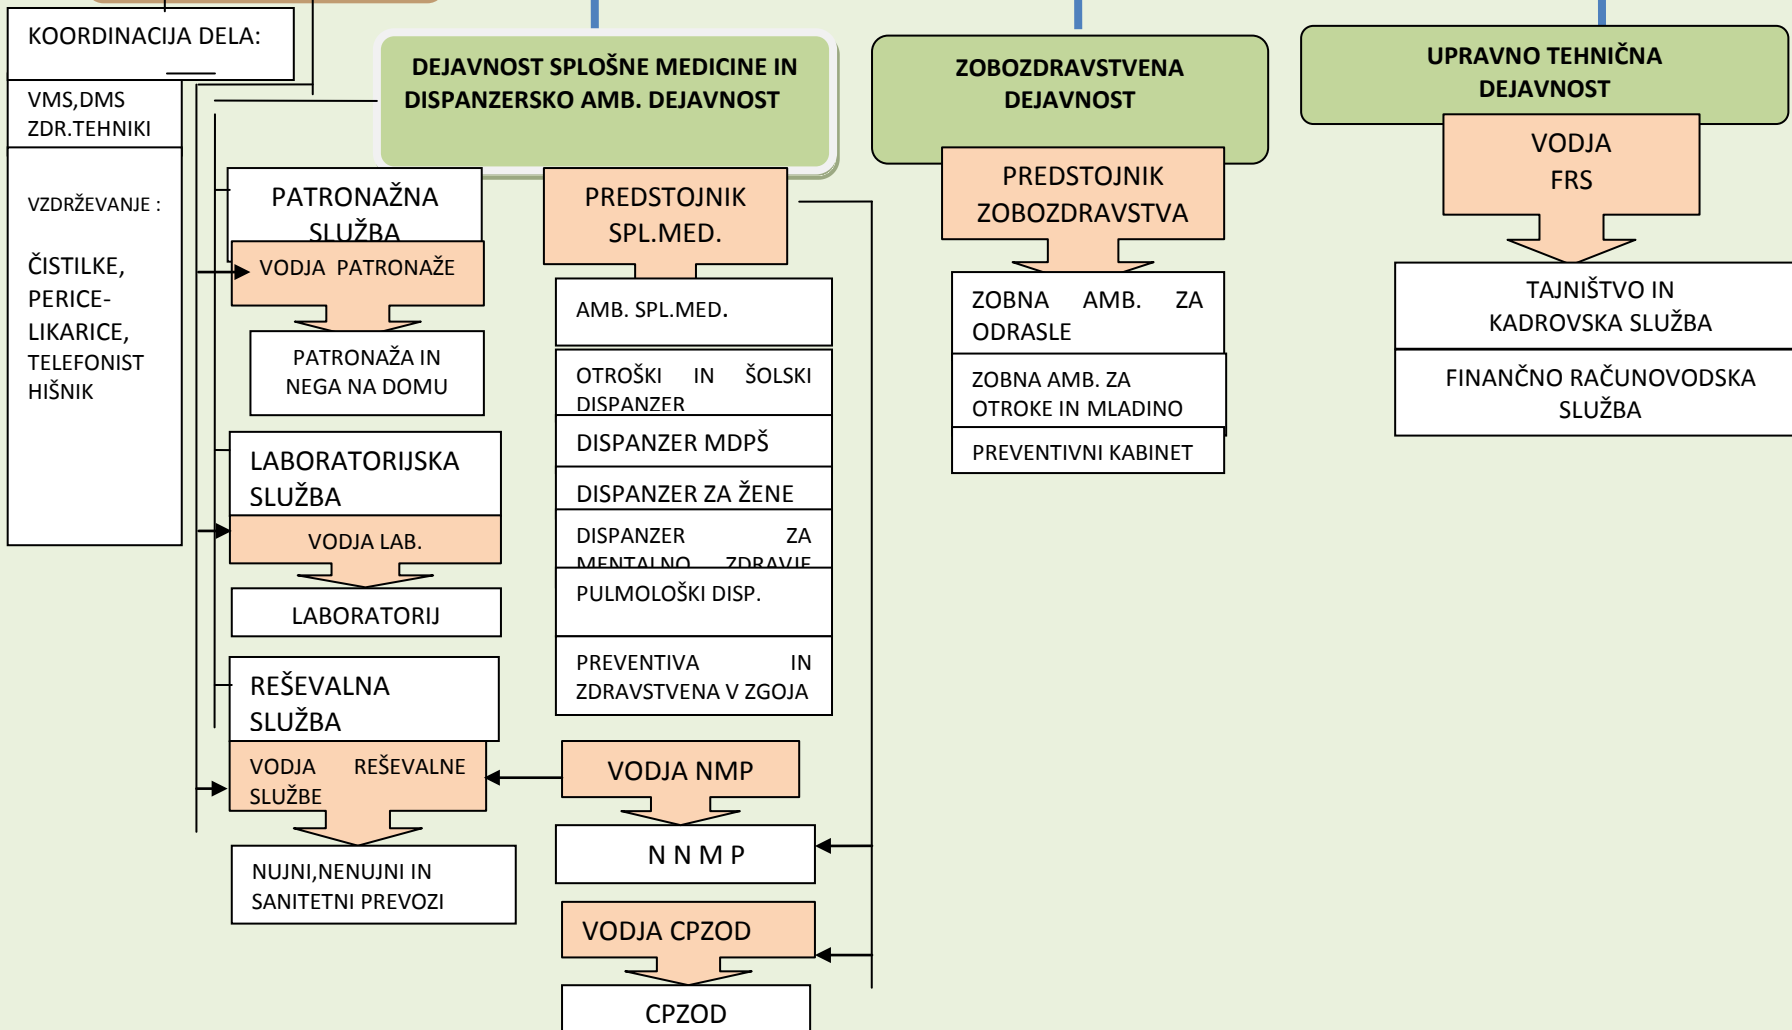 KOORDINACIJA DELA:
VMS,DMS
ZDR.TEHNIKI
VZDRŽEVANJE :
ČISTILKE,
PERICE-
LIKARICE,
TELEFONIST
HIŠNIK
DEJAVNOST SPLOŠNE MEDICINE IN
DISPANZERSKO AMB. DEJAVNOST
PATRONAŽNA
SLUŽBA
VODJA PATRONAŽE
PATRONAŽA IN
NEGA NA DOMU
LABORATORIJSKA
SLUŽBA
VODJA LAB.
LABORATORIJ
REŠEVALNA
SLUŽBA
VODJA REŠEVALNE
SLUŽBE
NUJNI,NENUJNI IN
SANITETNI PREVOZI
PREDSTOJNIK
SPL.MED.
AMB. SPL.MED.
OTROŠKI IN ŠOLSKI
DISPANZER
DISPANZER MDPŠ
DISPANZER ZA ŽENE
DISPANZER ZA
MENTALNO ZDRAVJE
PULMOLOŠKI DISP.
PREVENTIVA IN
ZDRAVSTVENA V ZGOJA
VODJA NMP
N N M P
VODJA CPZOD
CPZOD
ZOBOZDRAVSTVENA
DEJAVNOST
PREDSTOJNIK
ZOBOZDRAVSTVA
ZOBNA AMB. ZA
ODRASLE
ZOBNA AMB. ZA
OTROKE IN MLADINO
PREVENTIVNI KABINET
UPRAVNO TEHNIČNA
DEJAVNOST
VODJA
FRS
TAJNIŠTVO IN
KADROVSKA SLUŽBA
FINANČNO RAČUNOVODSKA
SLUŽBA